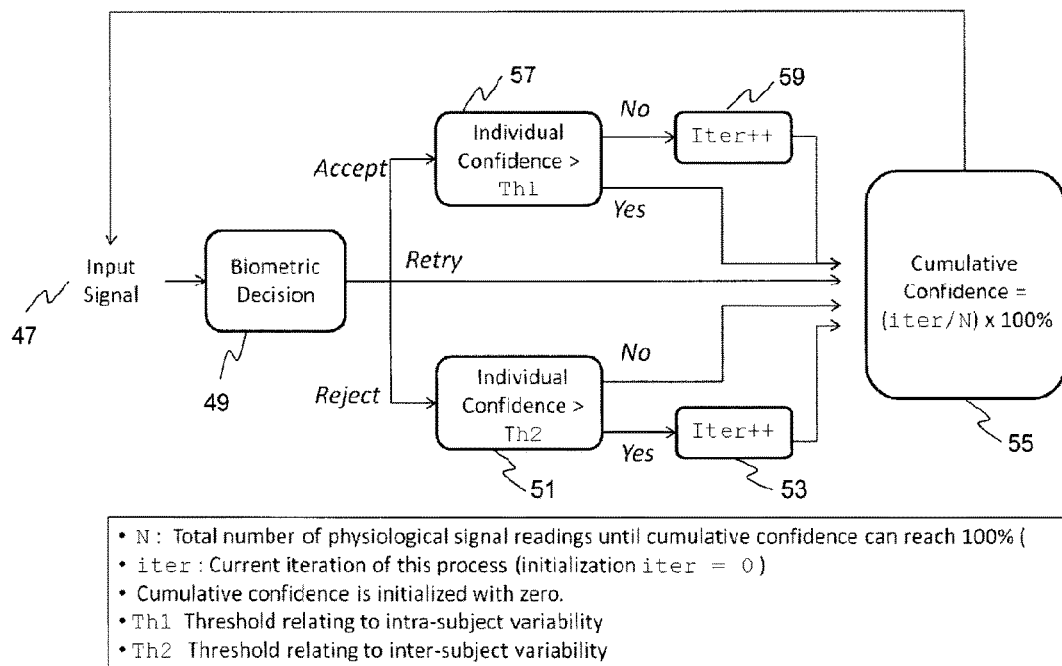 57
59
No
Iter++
Individual
Confidence >
Th1
Accept
Yes
Input
Signal
Biometric
Decision
Retry
Cumulative
Confidence =
(iter/N) x 100%
47
No
49
Reject
Individual
Confidence >
Th2
Iter++
Yes
55
51
53
• N : Total number of physiological signal readings until cumulative confidence can reach 100% (
• iter : Current iteration of this process (initialization iter = 0 )
• Cumulative confidence is initialized with zero.
• Th1 Threshold relating to intra-subject variability
• Th2 Threshold relating to inter-subject variability